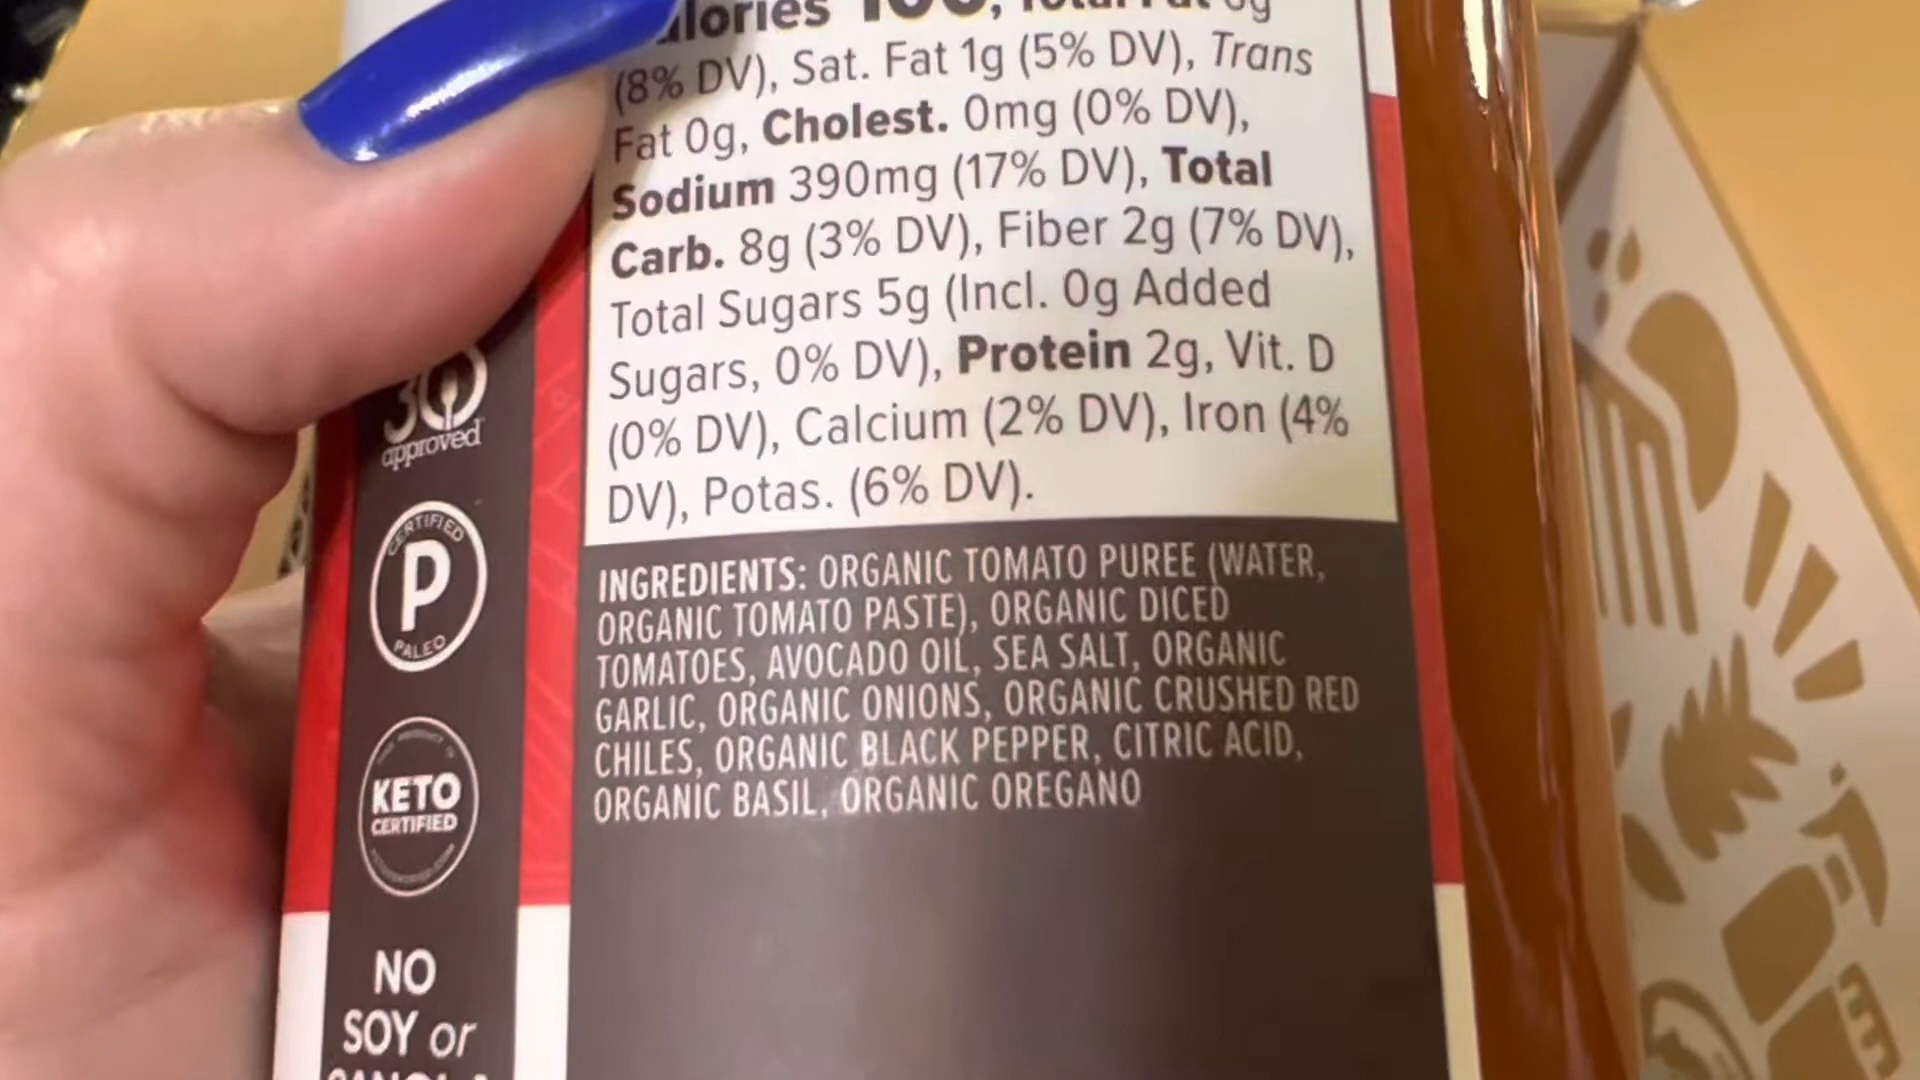 Calories 100, Total Fat
(8% DV), Sat. Fat 1g (5% DV), Trans
Fat 0g, Cholest. 0mg (0% DV),
Sodium 390mg (17% DV), Total
Carb. 8g (3% DV), Fiber 2g (7% DV),
Total Sugars 5g (Incl. 0g Added
Sugars, 0% DV), Protein 2g, Vit. D
(0% DV), Calcium (2% DV), Iron (4%
DV), Potas. (6% DV).
INGREDIENTS: ORGANIC TOMATO PUREE (WATER,
ORGANIC TOMATO PASTE), ORGANIC DICED
TOMATOES, AVOCADO OIL, SEA SALT, ORGANIC
GARLIC, ORGANIC ONIONS, ORGANIC CRUSHED RED
CHILES, ORGANIC BLACK PEPPER, CITRIC ACID,
ORGANIC BASIL, ORGANIC OREGANO
30
approved
CERTIFIED
P
PALEO
KETO
CERTIFIED
NO
SOY or